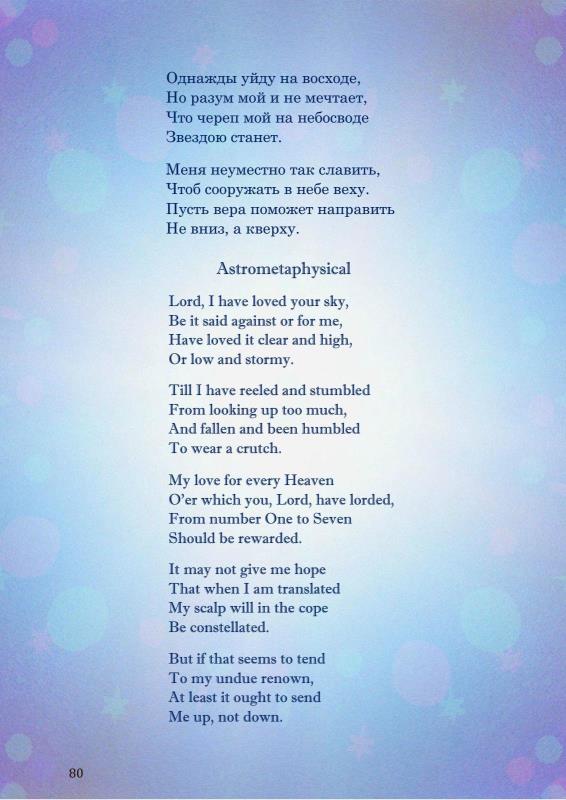 Однажды уйду на восходе,
Но разум мой и не мечтает,
Что череп мой на небосводе
Звездою станет.
Меня неуместно так славить,
Чтоб сооружать в небе веху.
Пусть вера поможет направить
Не вниз, а кверху.
Astrometaphysical
Lord, I have loved your sky,
Be it said against or for me,
Have loved it clear and high,
Or low and stormy.
Till I have reeled and stumbled
From looking up too much,
And fallen and been humbled
To wear a crutch.
My love for every Heaven
O’er which you, Lord, have lorded,
From number One to Seven
Should be rewarded.
It may not give me hope
That when I am translated
My scalp will in the cope
Be constellated.
But if that seems to tend
To my undue renown,
At least it ought to send
Me up, not down.
80